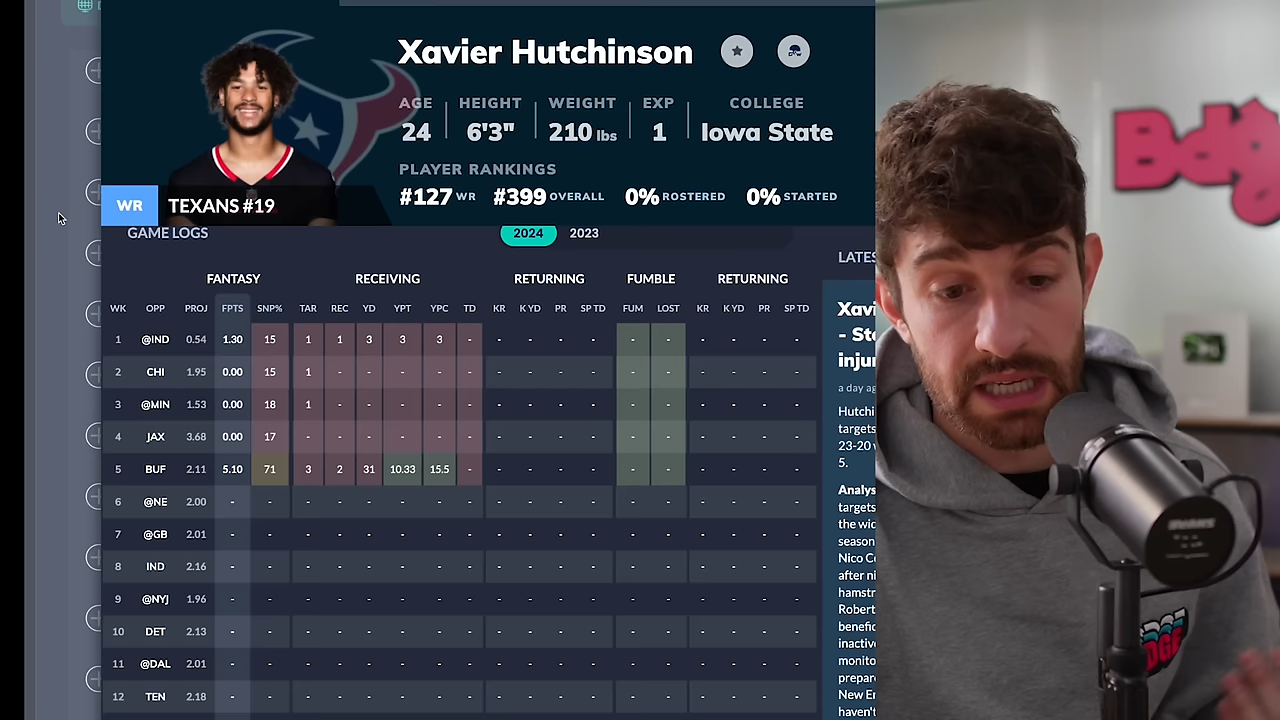 Xavier Hutchinson
AGE HEIGHT WEIGHT EXP COLLEGE
24 6'3" 210 lbs 1 Iowa State
PLAYER RANKINGS
#127 WR #399 OVERALL 0% ROSTERED 0% STARTED
WR TEXANS #19
GAME LOGS 2024 2023
FANTASY RECEIVING RETURNING FUMBLE RETURNING
WK OPP PROJ FPTS SNP% TAR REC YD YPT YPC TD KR K YD PR SP TD FUM LOST KR K YD PR SP TD
1 @IND 0.54 1.30 15 1 1 3 3 3 - - - - - - - - - - -
2 CHI 1.95 0.00 15 1 - - - - - - - - - - - - - - -
3 @MIN 1.53 0.00 18 1 - - - - - - - - - - - - - - -
4 JAX 3.68 0.00 17 - - - - - - - - - - - - - - - -
5 BUF 2.11 5.10 71 3 2 31 10.33 15.5 - - - - - - - - - - -
6 @NE 2.00 - - - - - - - - - - - - - - - - - -
7 @GB 2.01 - - - - - - - - - - - - - - - - - -
8 IND 2.16 - - - - - - - - - - - - - - - - - -
9 @NYJ 1.96 - - - - - - - - - - - - - - - - - -
10 DET 2.13 - - - - - - - - - - - - - - - - - -
11 @DAL 2.01 - - - - - - - - - - - - - - - - - -
12 TEN 2.18 - - - - - - - - - - - - - - - - - -
LATES
Xavi
- Ste
injur
a day ag
Hutchi
targets
23-20 v
5.
Analys
targets
the wid
season
Nico Co
after ni
hamstr
Robert
benefic
inactiv
monito
prepar
New En
haven't
Bdge
EDGE